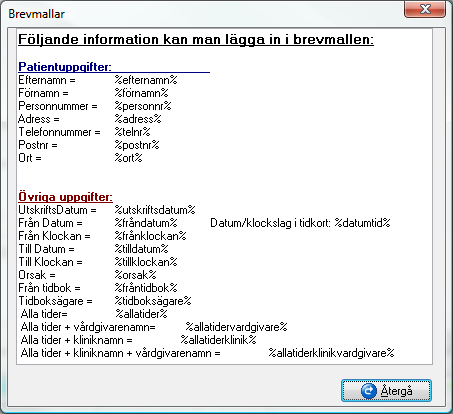 Brevmallar
Följande information kan man lägga in i brevmallen:
Patientuppgifter:
Efternamn = %efternamn%
Förnamn = %förnamn%
Personnummer = %personnr%
Adress = %adress%
Telefonnummer = %telnr%
Postnr = %postnr%
Ort = %ort%
Övriga uppgifter:
UtskriftsDatum = %utskriftsdatum%
Från Datum = %fråndatum% Datum/klockslag i tidkort: %datumtid%
Från Klockan = %frånklockan%
Till Datum = %tilldatum%
Till Klockan = %tillklockan%
Orsak = %orsak%
Från tidbok = %fråntidbok%
Tidboksägare = %tidboksägare%
Alla tider= %allatider%
Alla tider + vårdgivarenamn= %allatidervardgivare%
Alla tider + kliniknamn = %allatiderklinik%
Alla tider + kliniknamn + vårdgivarenamn = %allatiderklinikvardgivare%
Återgå